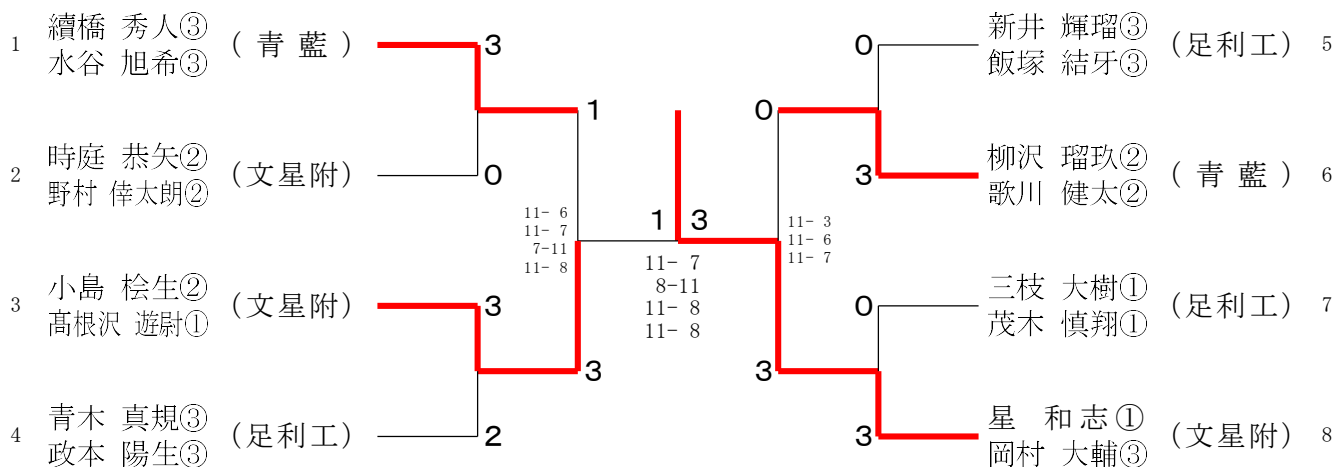 1 續橋 秀人③ (青藍) 3
水谷 旭希③
1
2 時庭 恭矢② (文星附) 0
野村 倖太朗②
3 小島 桧生② (文星附) 3
髙根沢 遊尉①
3
4 青木 真規③ (足利工) 2
政本 陽生③
11- 6
11- 7
7-11
11- 8
1 3
11- 7
8-11
11- 8
11- 8
0 新井 輝瑠③ (足利工) 5
飯塚 結牙③
0
3 柳沢 瑠玖② (青藍) 6
歌川 健太②
11- 3
11- 6
11- 7
0 三枝 大樹① (足利工) 7
茂木 慎翔①
3
3 星 和志① (文星附) 8
岡村 大輔③